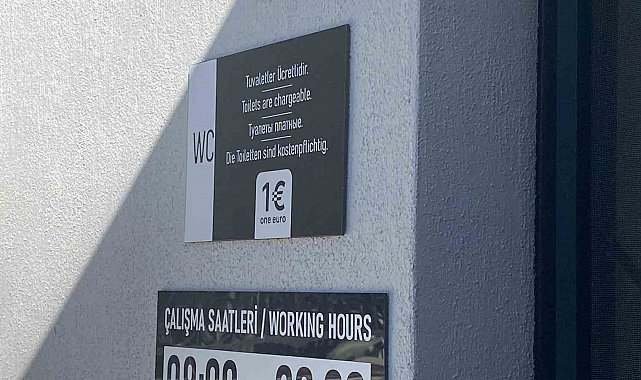 WC
Tuvaletler Ücretlidir.
Toilets are chargeable.
Туалеты платные.
Die Toiletten sind kostenpflichtig.
1€
one euro
ÇALIŞMA SAATLERİ / WORKING HOURS